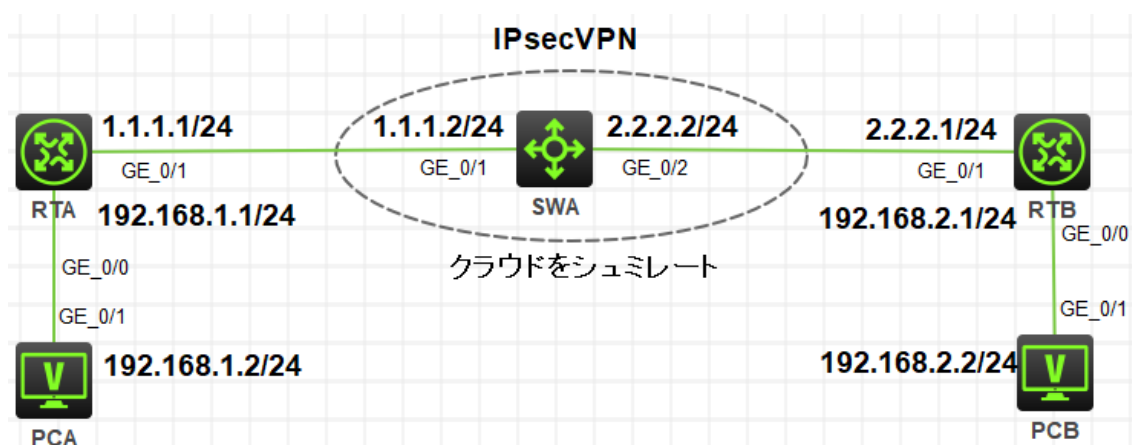 IPsecVPN
1.1.1.1/24
1.1.1.2/24
2.2.2.2/24
2.2.2.1/24
GE_0/1
GE_0/1
GE_0/2
GE_0/1
RTA
SWA
RTB
192.168.1.1/24
192.168.2.1/24
GE_0/0
GE_0/0
クラウドをシュミレート
GE_0/1
GE_0/1
192.168.1.2/24
192.168.2.2/24
V
V
PCA
PCB